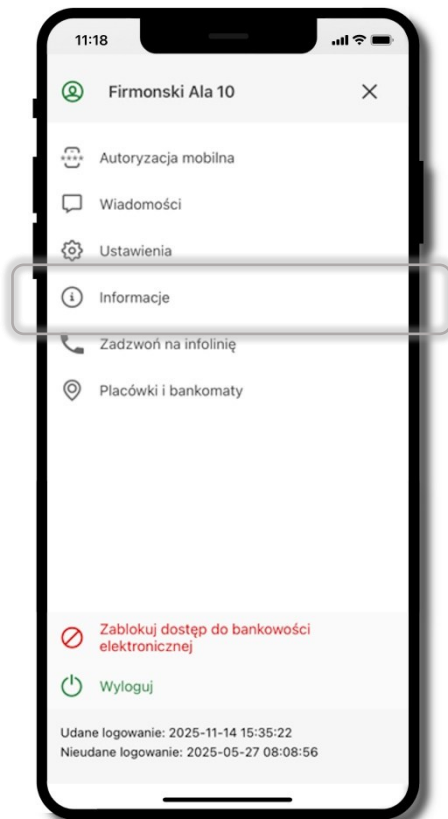 11:18
Firmonski Ala 10
Autoryzacja mobilna
Wiadomości
Ustawienia
Informacje
Zadzwoń na infolinię
Placówki i bankomaty
Zablokuj dostęp do bankowości
elektronicznej
Wyloguj
Udane logowanie: 2025-11-14 15:35:22
Nieudane logowanie: 2025-05-27 08:08:56